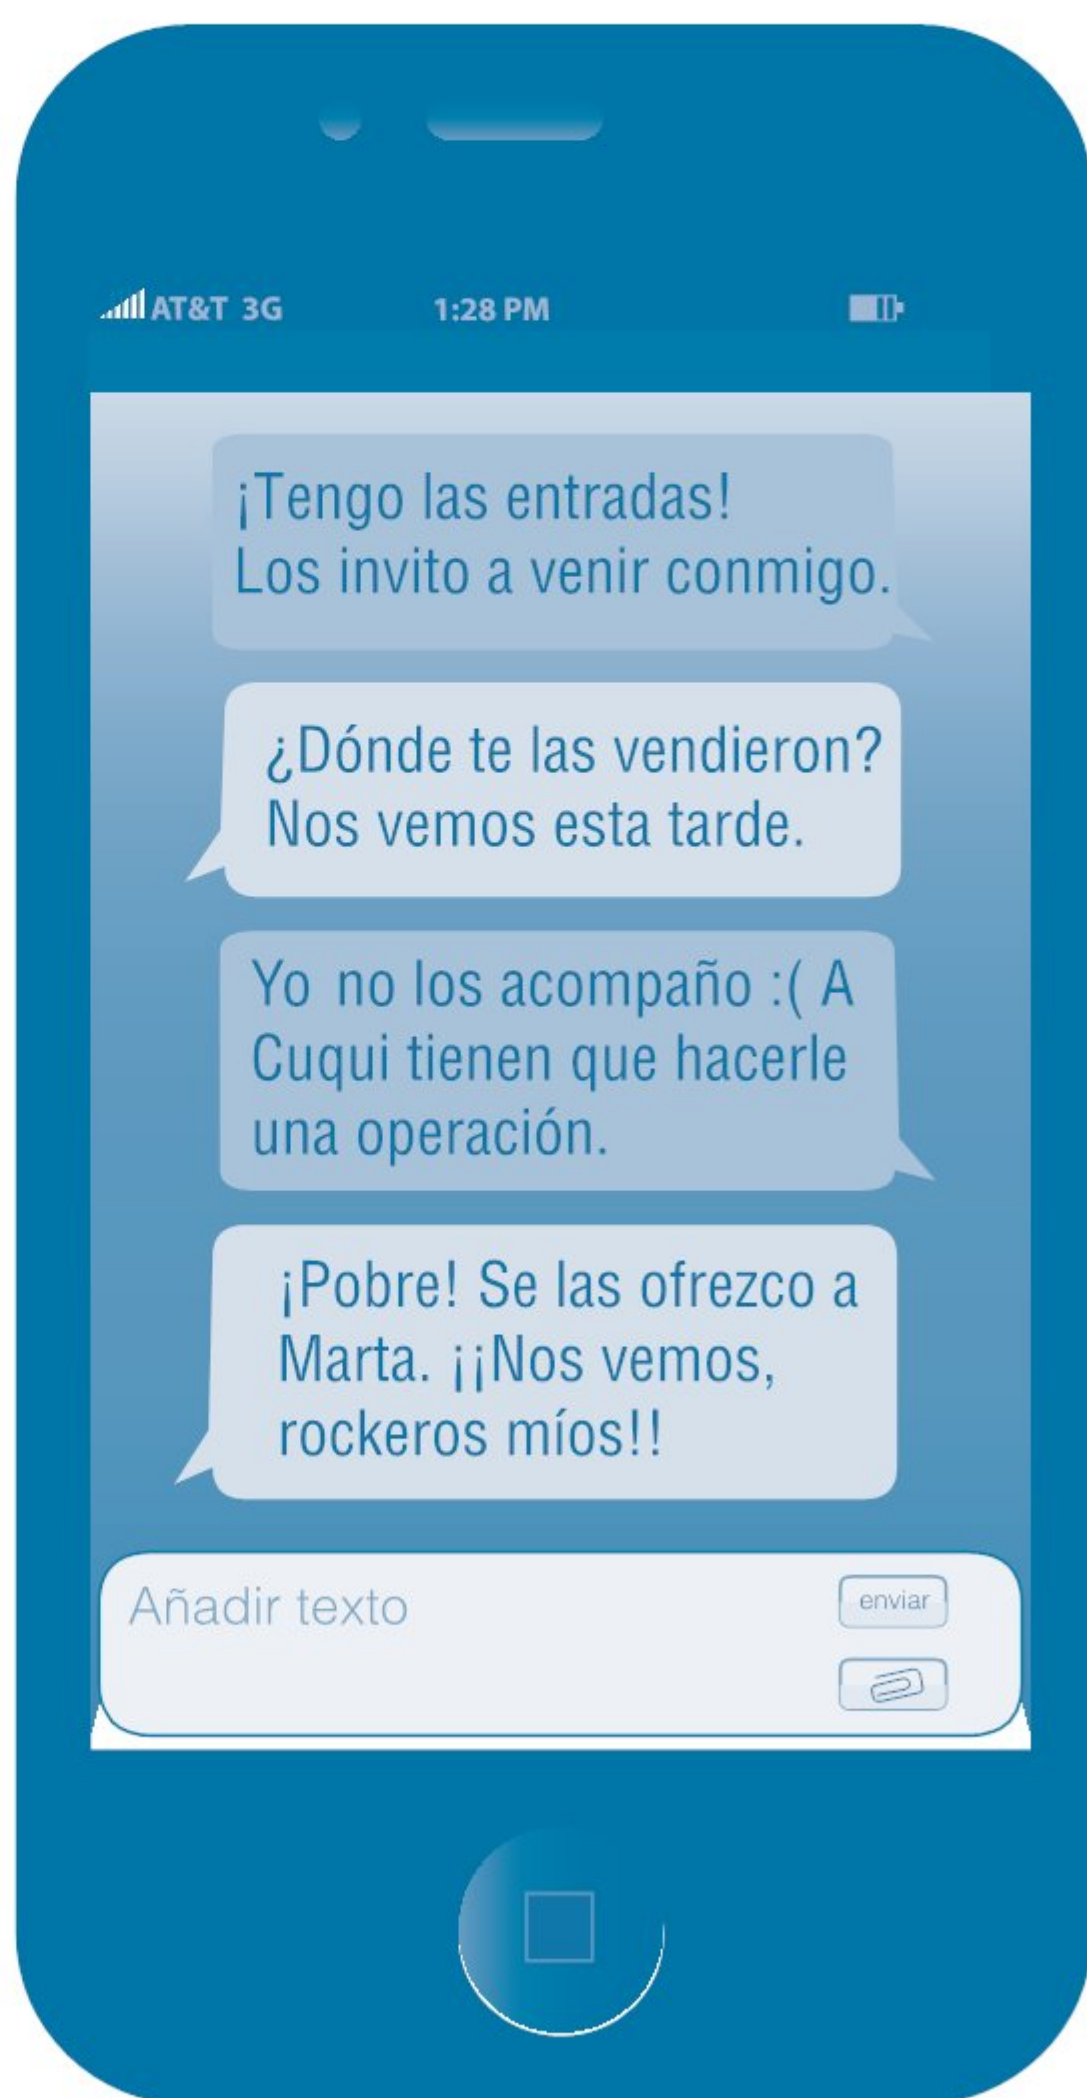 AT&T 3G 1:28 PM
¡Tengo las entradas!
Los invito a venir conmigo.
¿Dónde te las vendieron?
Nos vemos esta tarde.
Yo no los acompaño :( A
Cuqui tienen que hacerle
una operación.
¡Pobre! Se las ofrezco a
Marta. ¡¡Nos vemos,
rockeros míos!!
Añadir texto
enviar